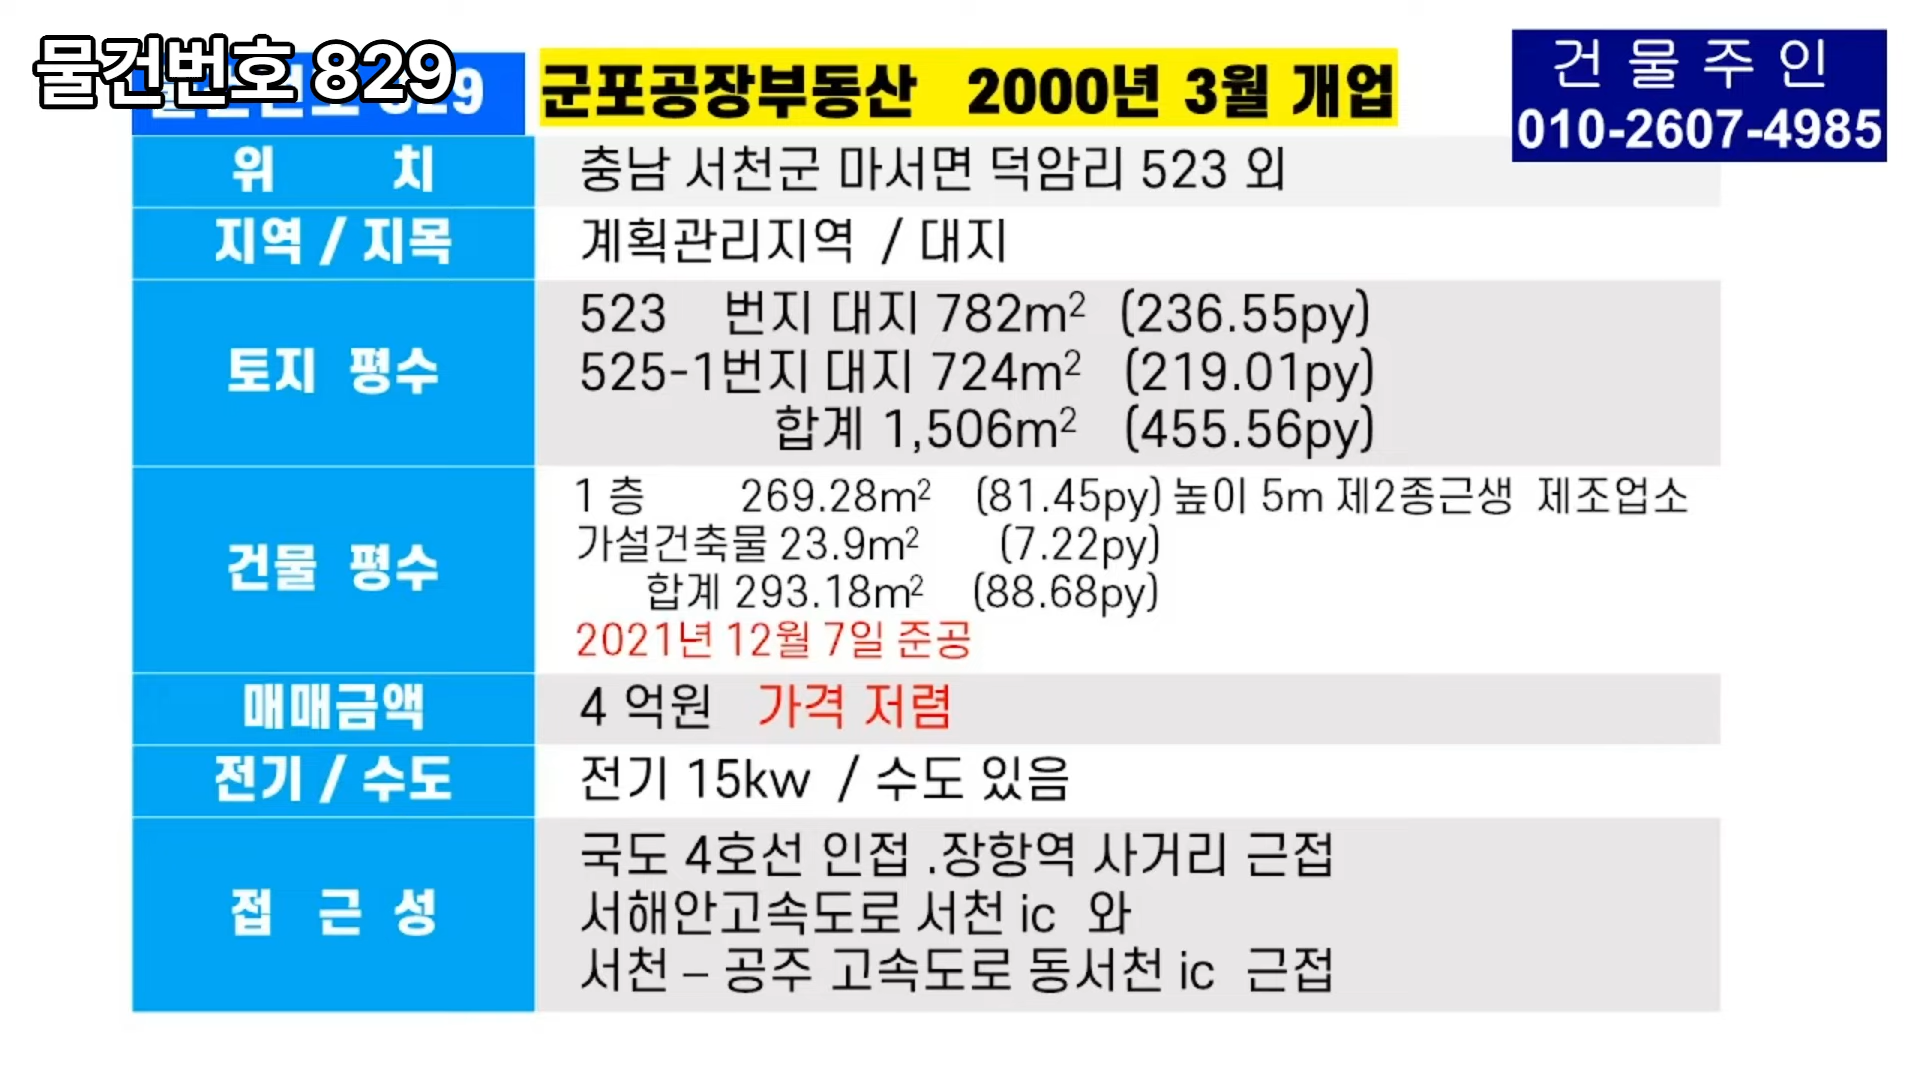 물건번호 829
군포공장부동산 2000년 3월 개업
건물주인
010-2607-4985
위 치
충남 서천군 마서면 덕암리 523 외
지역 / 지목
계획관리지역 / 대지
토지 평수
523 번지 대지 782m² (236.55py)
525-1번지 대지 724m² (219.01py)
합계 1,506m² (455.56py)
건물 평수
1 층 269.28m² (81.45py) 높이 5m 제2종근생 제조업소
가설건축물 23.9m² (7.22py)
합계 293.18m² (88.68py)
2021년 12월 7일 준공
매매금액
4 억원 가격 저렴
전기 / 수도
전기 15kw / 수도 있음
접 근 성
국도 4호선 인접 .장항역 사거리 근접
서해안고속도로 서천 ic 와
서천 – 공주 고속도로 동서천 ic 근접